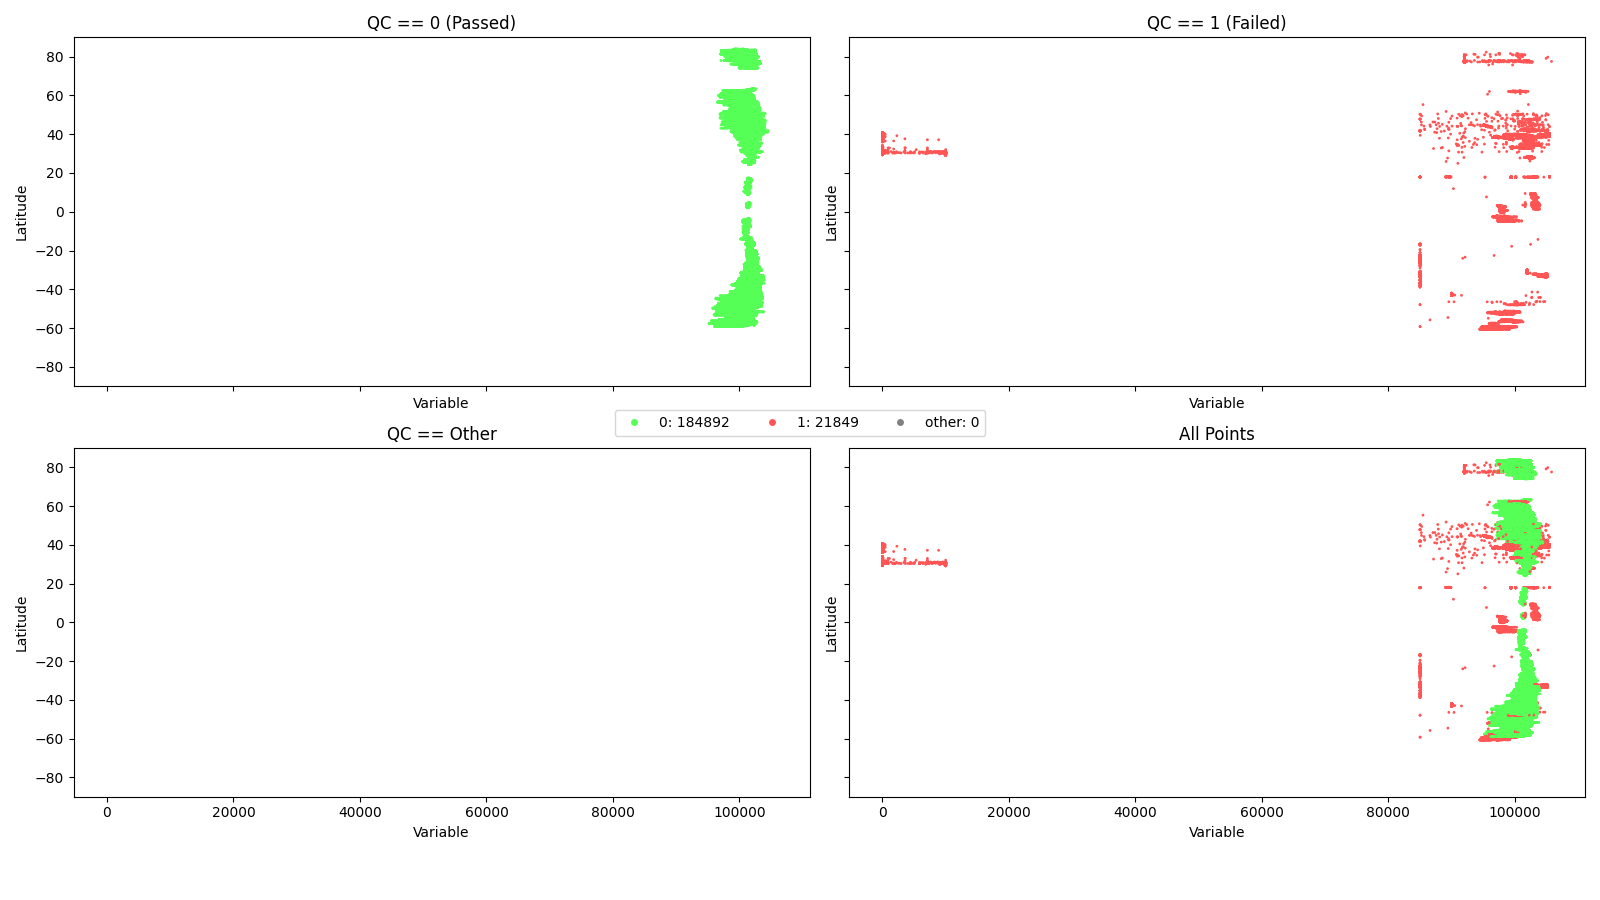 QC == 0 (Passed)
QC == 1 (Failed)
80
60
40
20
0
−20
−40
−60
−80
Latitude
Latitude
Variable
Variable
0: 184892
1: 21849
other: 0
QC == Other
All Points
80
60
40
20
0
−20
−40
−60
−80
Latitude
Latitude
0
20000
40000
60000
80000
100000
0
20000
40000
60000
80000
100000
Variable
Variable